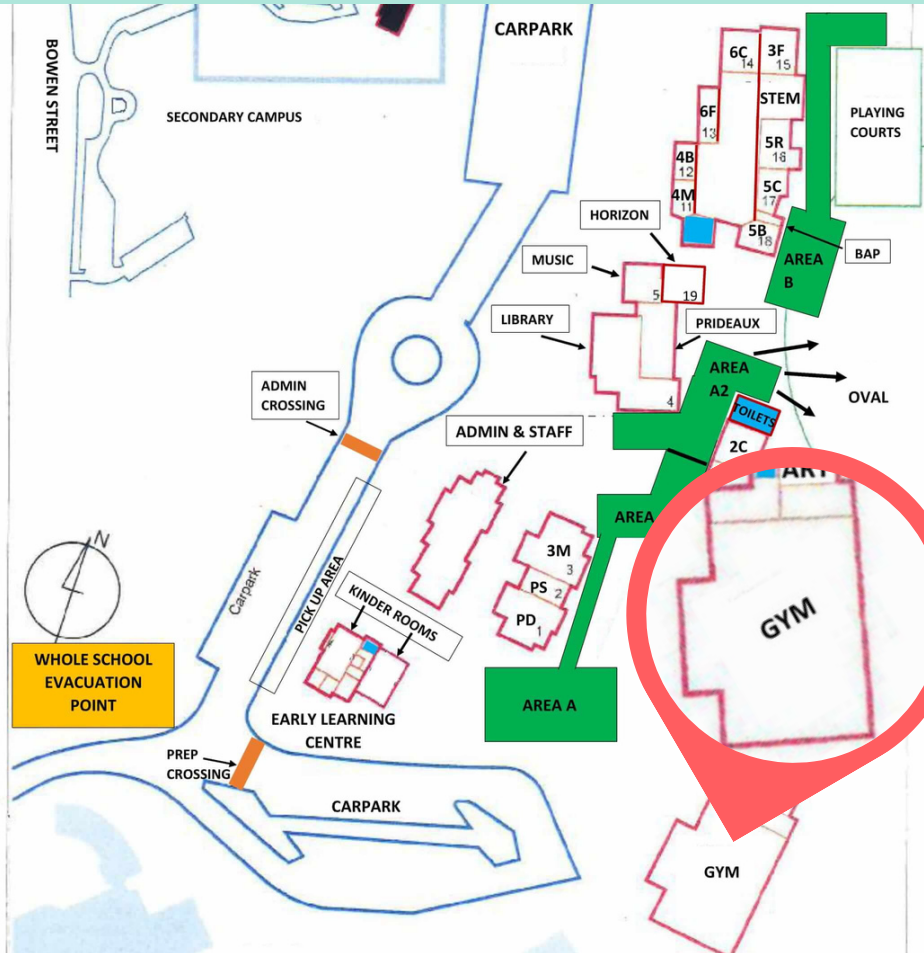 CARPARK
BOWEN STREET
SECONDARY CAMPUS
6C
14
3F
15
STEM
6F
13
5R
16
4B
12
4M
11
5C
17
5B
18
PLAYING
COURTS
BAP
AREA
B
HORIZON
MUSIC
5
19
LIBRARY
PRIDEAUX
4
AREA
A2
OVAL
TOILETS
2C
ART
ADMIN
CROSSING
ADMIN & STAFF
AREA
3M
3
PS
2
PD
1
N
Carpark
PICK UP AREA
KINDER ROOMS
WHOLE SCHOOL
EVACUATION
POINT
AREA A
GYM
EARLY LEARNING
CENTRE
PREP
CROSSING
CARPARK
GYM